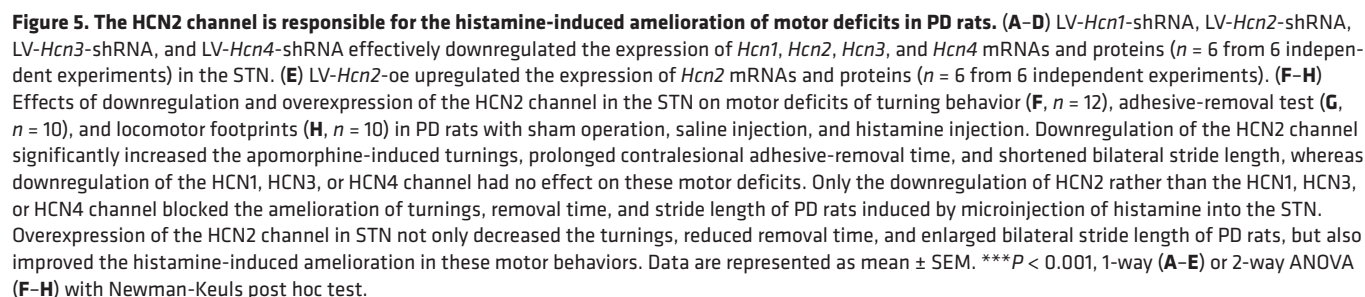 Figure 5. The HCN2 channel is responsible for the histamine-induced amelioration of motor deficits in PD rats. (A–D) LV-Hcn1-shRNA, LV-Hcn2-shRNA,
LV-Hcn3-shRNA, and LV-Hcn4-shRNA effectively downregulated the expression of Hcn1, Hcn2, Hcn3, and Hcn4 mRNAs and proteins (n = 6 from 6 indepen-
dent experiments) in the STN. (E) LV-Hcn2-oe upregulated the expression of Hcn2 mRNAs and proteins (n = 6 from 6 independent experiments). (F–H)
Effects of downregulation and overexpression of the HCN2 channel in the STN on motor deficits of turning behavior (F, n = 12), adhesive-removal test (G,
n = 10), and locomotor footprints (H, n = 10) in PD rats with sham operation, saline injection, and histamine injection. Downregulation of the HCN2 channel
significantly increased the apomorphine-induced turnings, prolonged contralesional adhesive-removal time, and shortened bilateral stride length, whereas
downregulation of the HCN1, HCN3, or HCN4 channel had no effect on these motor deficits. Only the downregulation of HCN2 rather than the HCN1, HCN3,
or HCN4 channel blocked the amelioration of turnings, removal time, and stride length of PD rats induced by microinjection of histamine into the STN.
Overexpression of the HCN2 channel in STN not only decreased the turnings, reduced removal time, and enlarged bilateral stride length of PD rats, but also
improved the histamine-induced amelioration in these motor behaviors. Data are represented as mean ± SEM. ***P < 0.001, 1-way (A–E) or 2-way ANOVA
(F–H) with Newman-Keuls post hoc test.